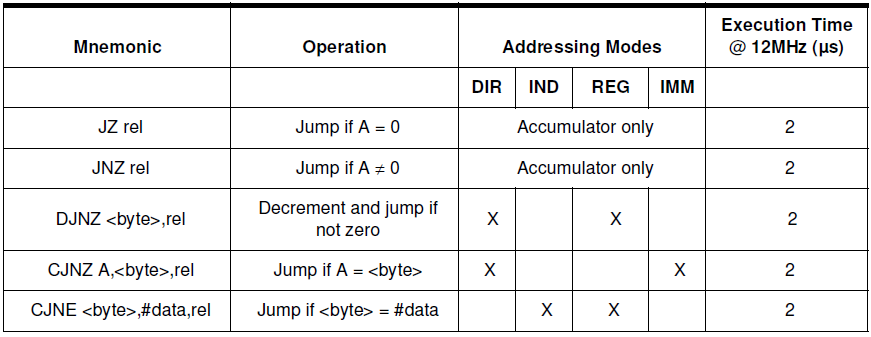 Mnemonic Operation Addressing Modes Execution Time
@ 12MHz (µs)
DIR IND REG IMM
JZ rel Jump if A = 0 Accumulator only 2
JNZ rel Jump if A ≠ 0 Accumulator only 2
DJNZ <byte>,rel Decrement and jump if
not zero X X 2
CJNZ A,<byte>,rel Jump if A = <byte> X X 2
CJNE <byte>,#data,rel Jump if <byte> = #data X X 2